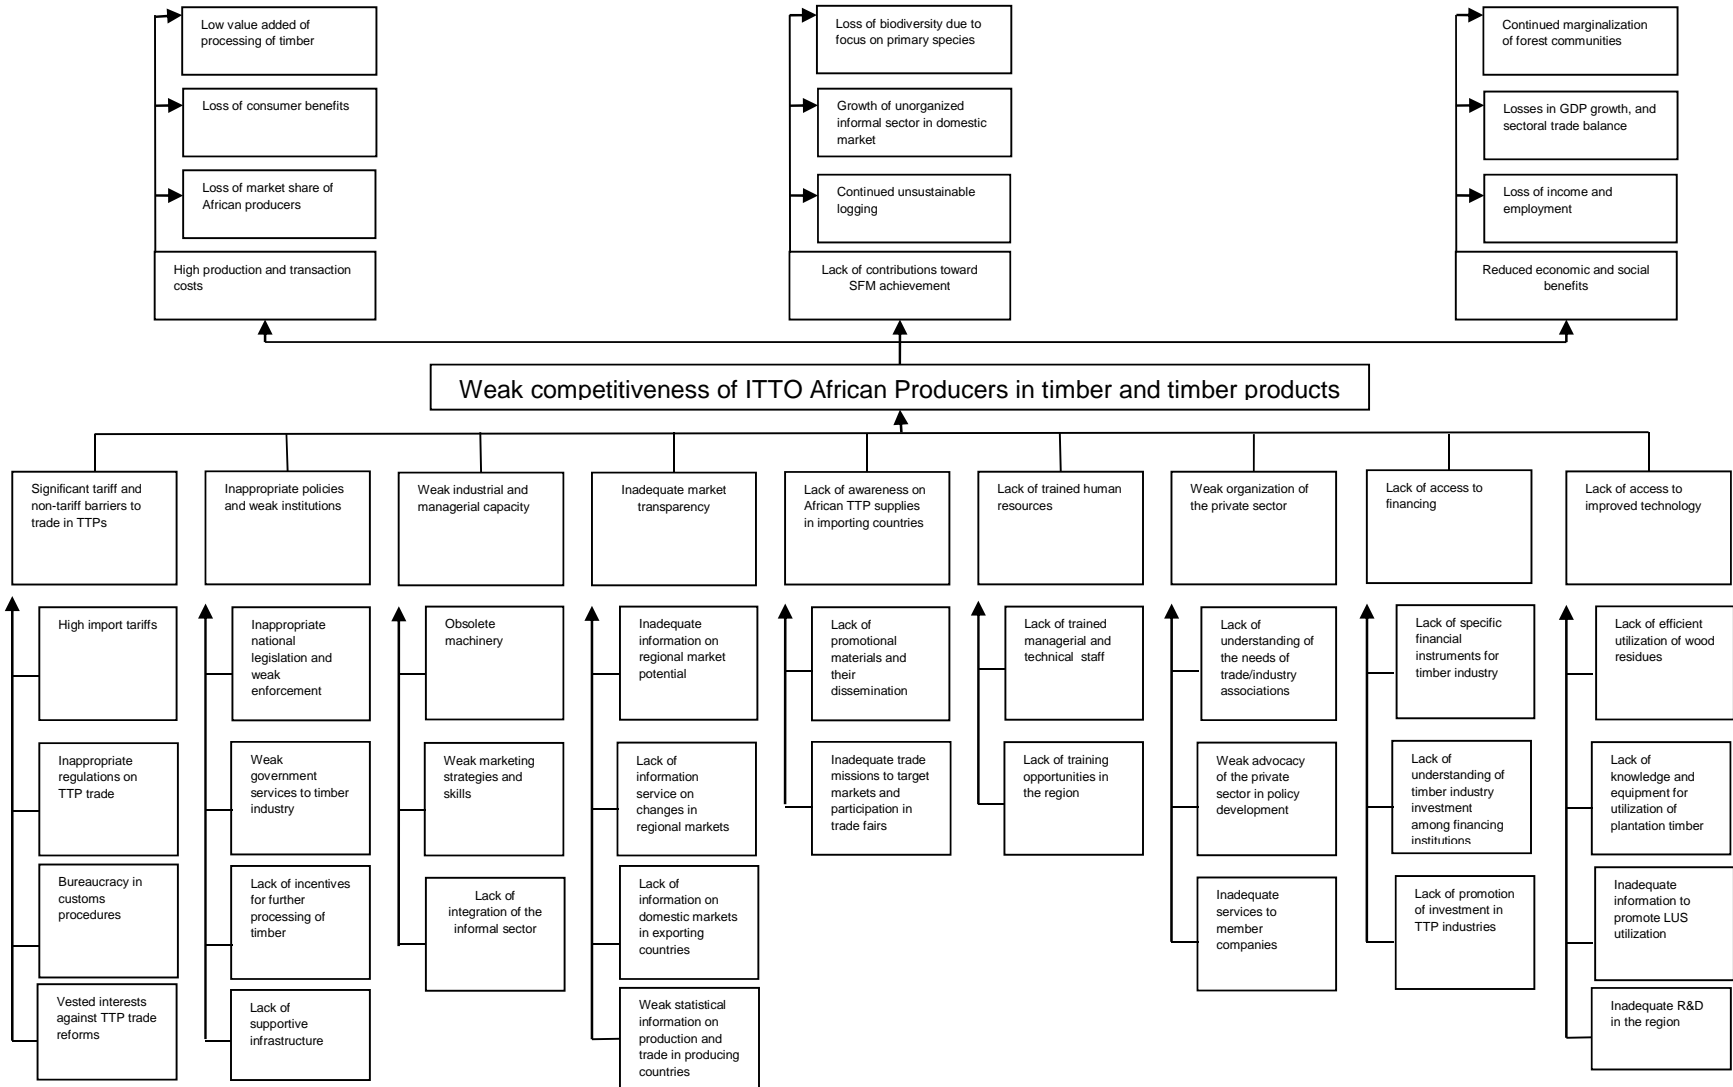 Low value added of
processing of timber
Loss of consumer benefits
Loss of market share of
African producers
High production and transaction
costs
Loss of biodiversity due to
focus on primary species
Growth of unorganized
informal sector in domestic
market
Continued unsustainable
logging
Lack of contributions toward
SFM achievement
Continued marginalization
of forest communities
Losses in GDP growth, and
sectoral trade balance
Loss of income and
employment
Reduced economic and social
benefits
Weak competitiveness of ITTO African Producers in timber and timber products
Significant tariff and
non-tariff barriers to
trade in TTPs
High import tariffs
Inappropriate
regulations on
TTP trade
Bureaucracy in
customs
procedures
Vested interests
against TTP trade
reforms
Inappropriate policies
and weak institutions
Inappropriate
national
legislation and
weak
enforcement
Weak
government
services to timber
industry
Lack of incentives
for further
processing of
timber
Lack of
supportive
infrastructure
Weak industrial and
managerial capacity
Obsolete
machinery
Weak marketing
strategies and
skills
Lack of
integration of the
informal sector
Inadequate market
transparency
Inadequate
information on
regional market
potential
Lack of
information
service on
changes in
regional markets
Lack of
information on
domestic markets
in exporting
countries
Weak statistical
information on
production and
trade in producing
countries
Lack of awareness on
African TTP supplies
in importing countries
Lack of
promotional
materials and
their
dissemination
Inadequate trade
missions to target
markets and
participation in
trade fairs
Lack of trained human
resources
Lack of trained
managerial and
technical staff
Lack of training
opportunities in
the region
Weak organization of
the private sector
Lack of
understanding of
the needs of
trade/industry
associations
Weak advocacy
of the private
sector in policy
development
Inadequate
services to
member
companies
Lack of access to
financing
Lack of specific
financial
instruments for
timber industry
Lack of
understanding of
timber industry
investment
among financing
institutions
Lack of promotion
of investment in
TTP industries
Lack of access to
improved technology
Lack of efficient
utilization of wood
residues
Lack of
knowledge and
equipment for
utilization of
plantation timber
Inadequate
information to
promote LUS
utilization
Inadequate R&D
in the region